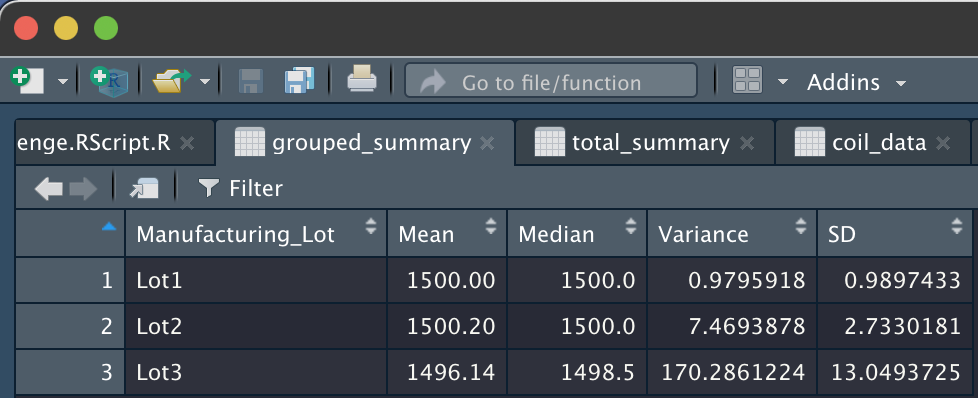 Go to file/function Addins
enge.RScript.R grouped_summary total_summary coil_data
Filter
Manufacturing_Lot Mean Median Variance SD
1 Lot1 1500.00 1500.0 0.9795918 0.9897433
2 Lot2 1500.20 1500.0 7.4693878 2.7330181
3 Lot3 1496.14 1498.5 170.2861224 13.0493725